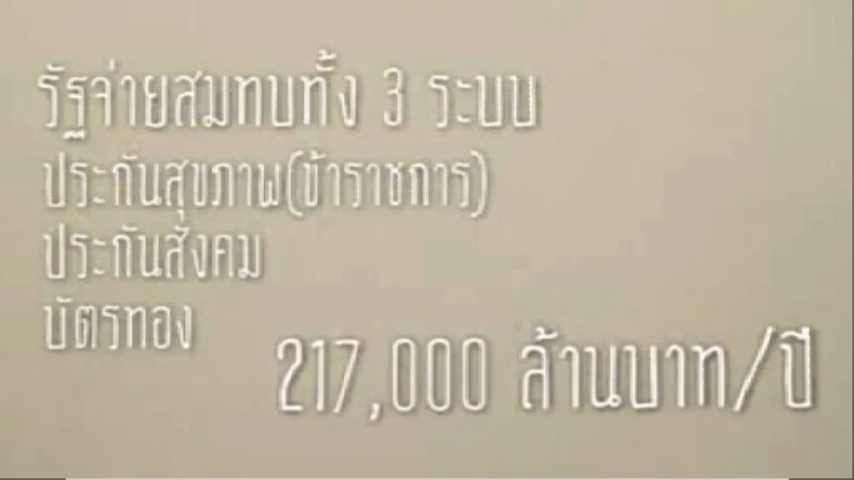 รัฐจ่ายสมทบทั้ง 3 ระบบ
ประกันสุขภาพ(ข้าราชการ)
ประกันสังคม
บัตรทอง
217,000 ล้านบาท/ปี